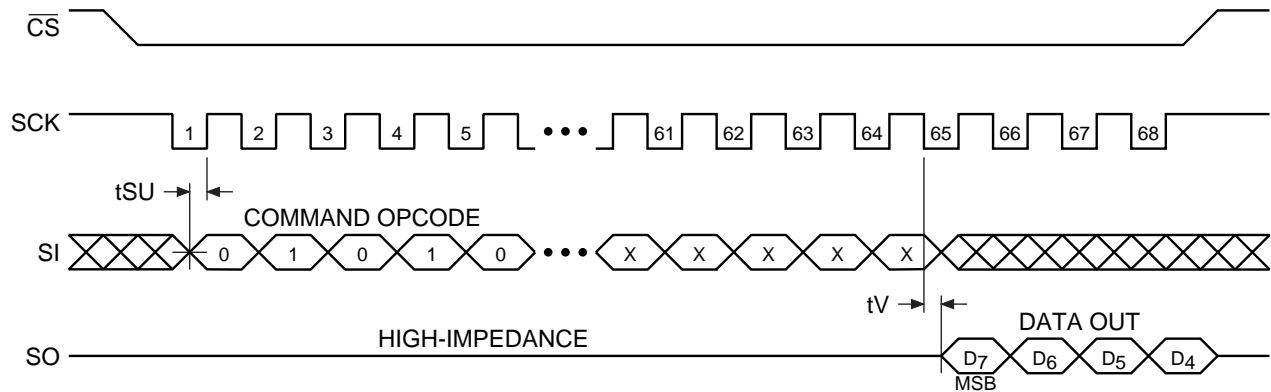 CS
SCK 1 2 3 4 5 ••• 61 62 63 64 65 66 67 68
tSU
COMMAND OPCODE
SI 0 1 0 1 0 ••• X X X X X
tV
HIGH-IMPEDANCE
DATA OUT
SO D7 D6 D5 D4
MSB